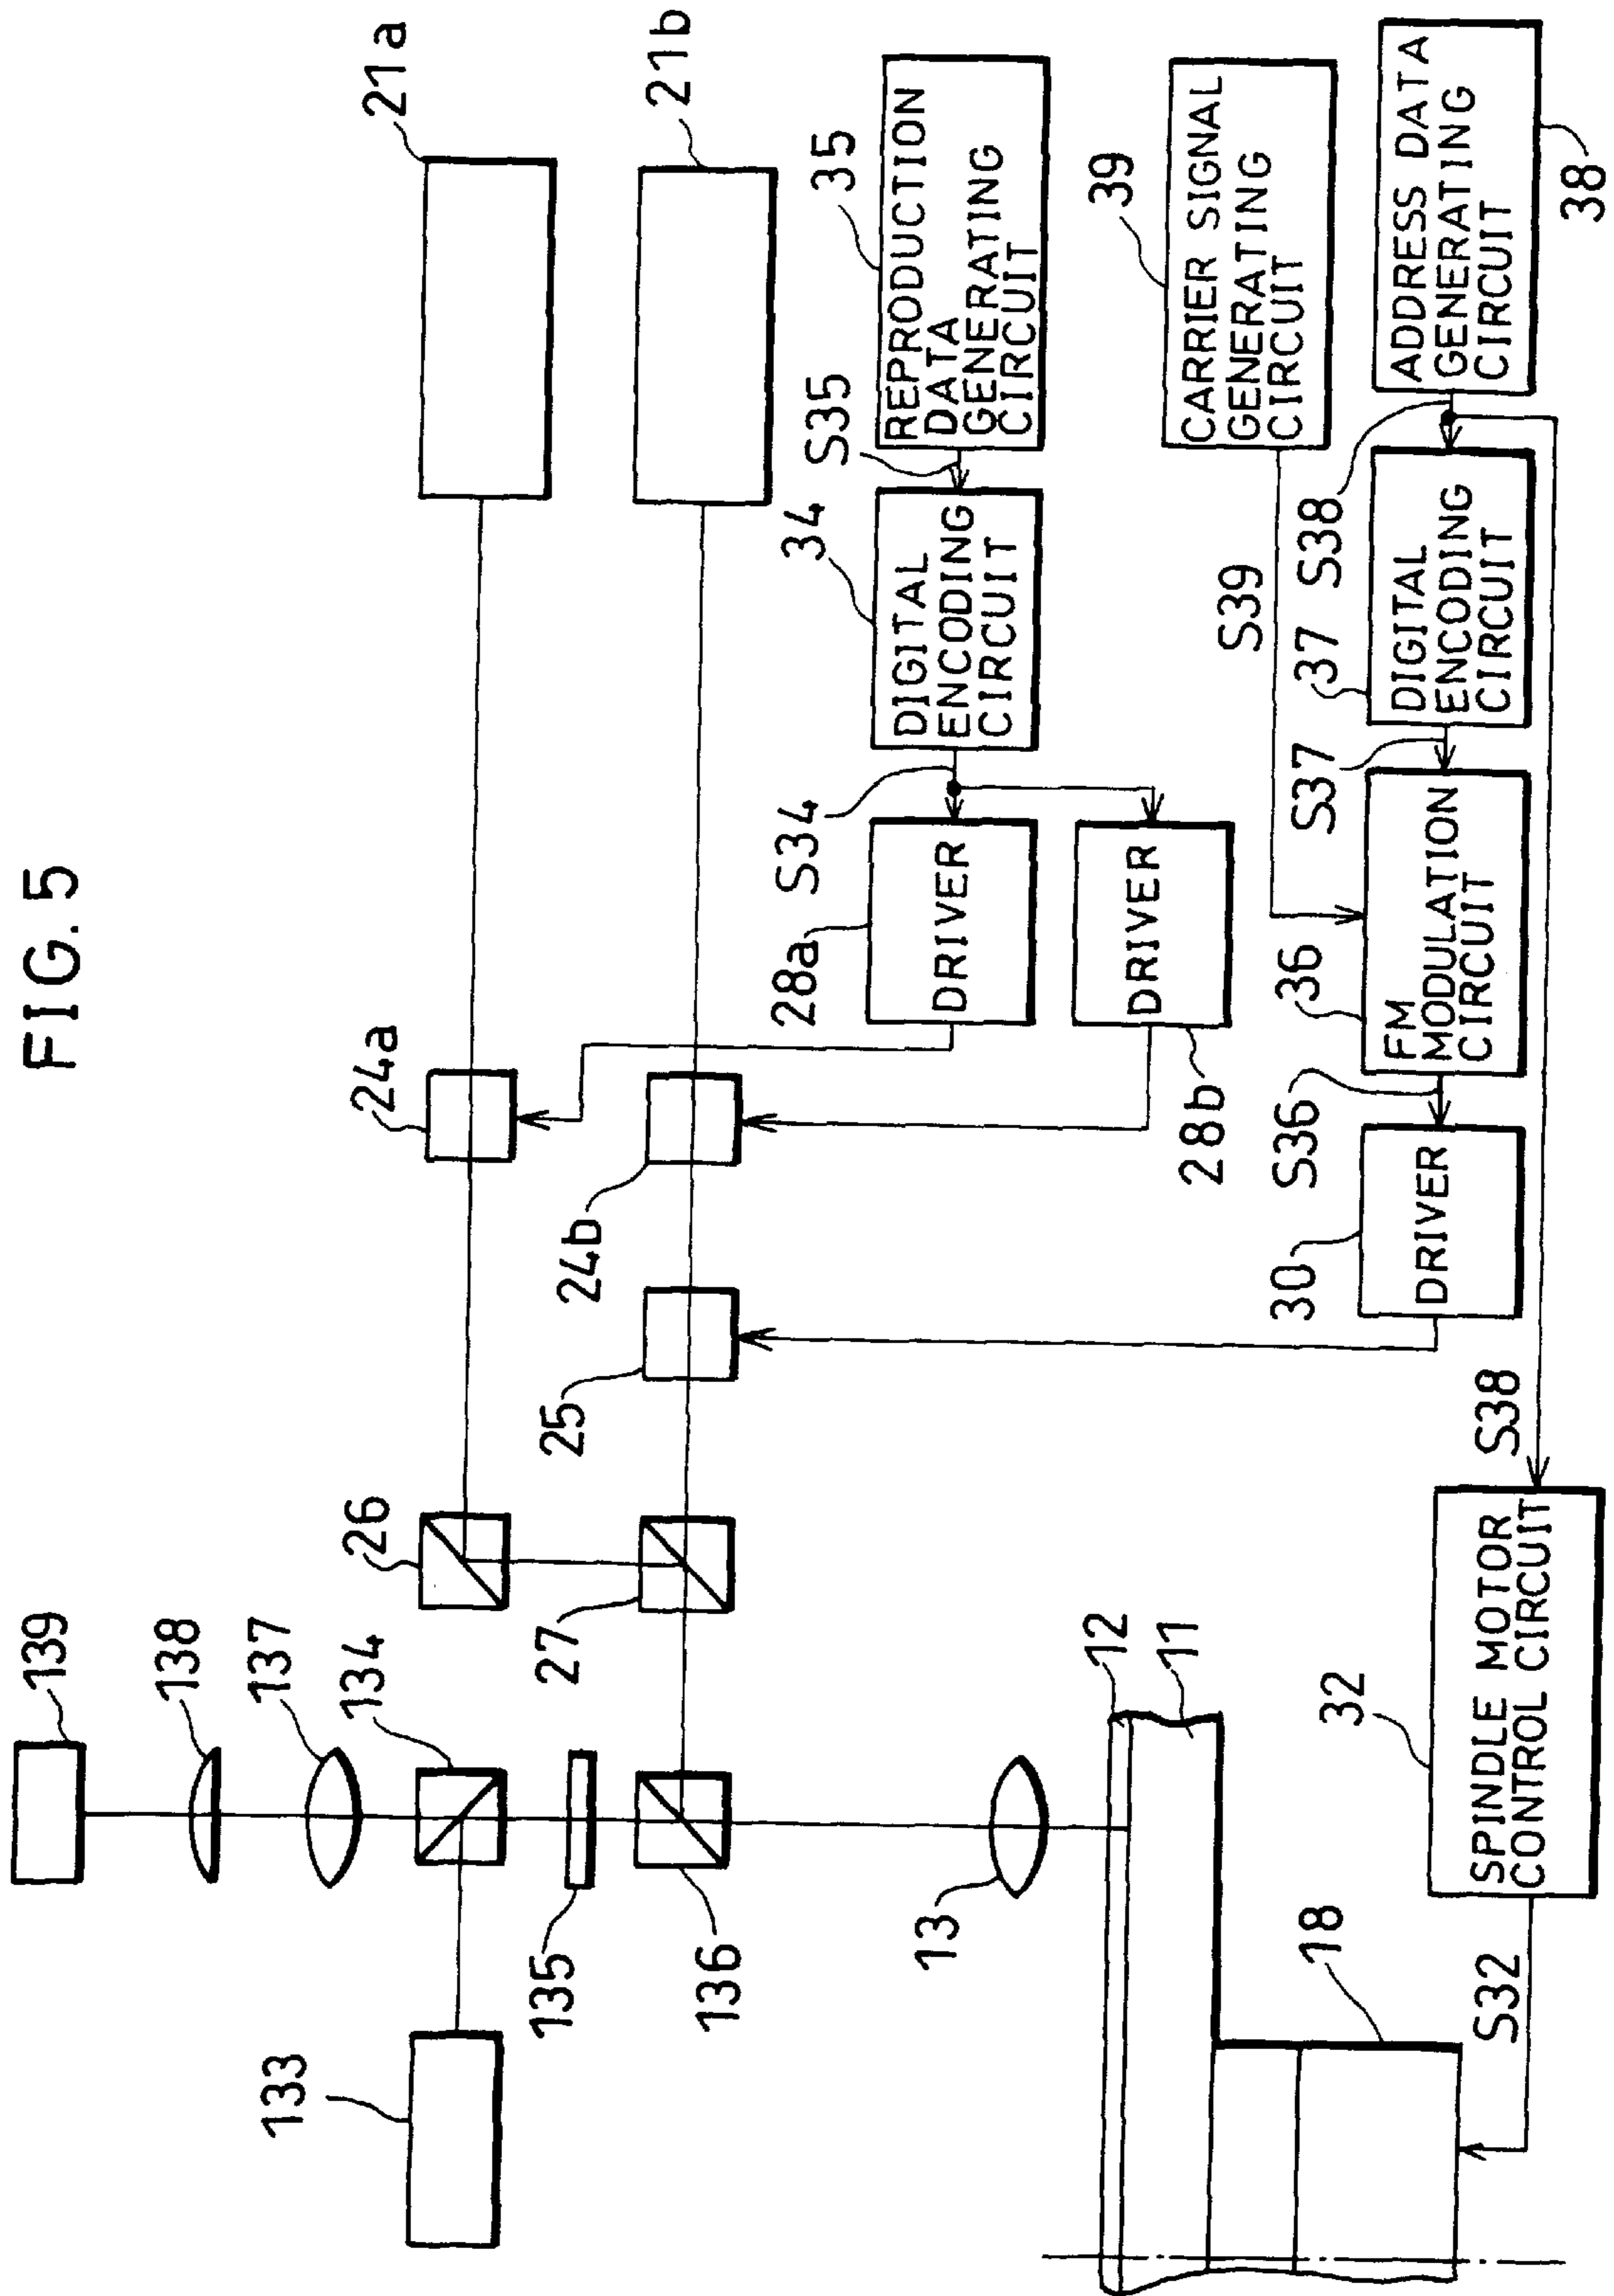 FIG. 5
21a
21b
24a
24b
25
26
27
139
138
137
134
135
136
133
13
12
11
18
S32
32
SPINDLE MOTOR
CONTROL CIRCUIT
S38
35
REPRODUCTION
DATA
GENERATING
CIRCUIT
S35
34
DIGITAL
ENCODING
CIRCUIT
S34
28a
DRIVER
DRIVER
28b
39
CARRIER SIGNAL
GENERATING
CIRCUIT
S39
ADDRESS DATA
GENERATING
CIRCUIT
38
S38
37
DIGITAL
ENCODING
CIRCUIT
S37
36
FM
MODULATION
CIRCUIT
S36
30
DRIVER